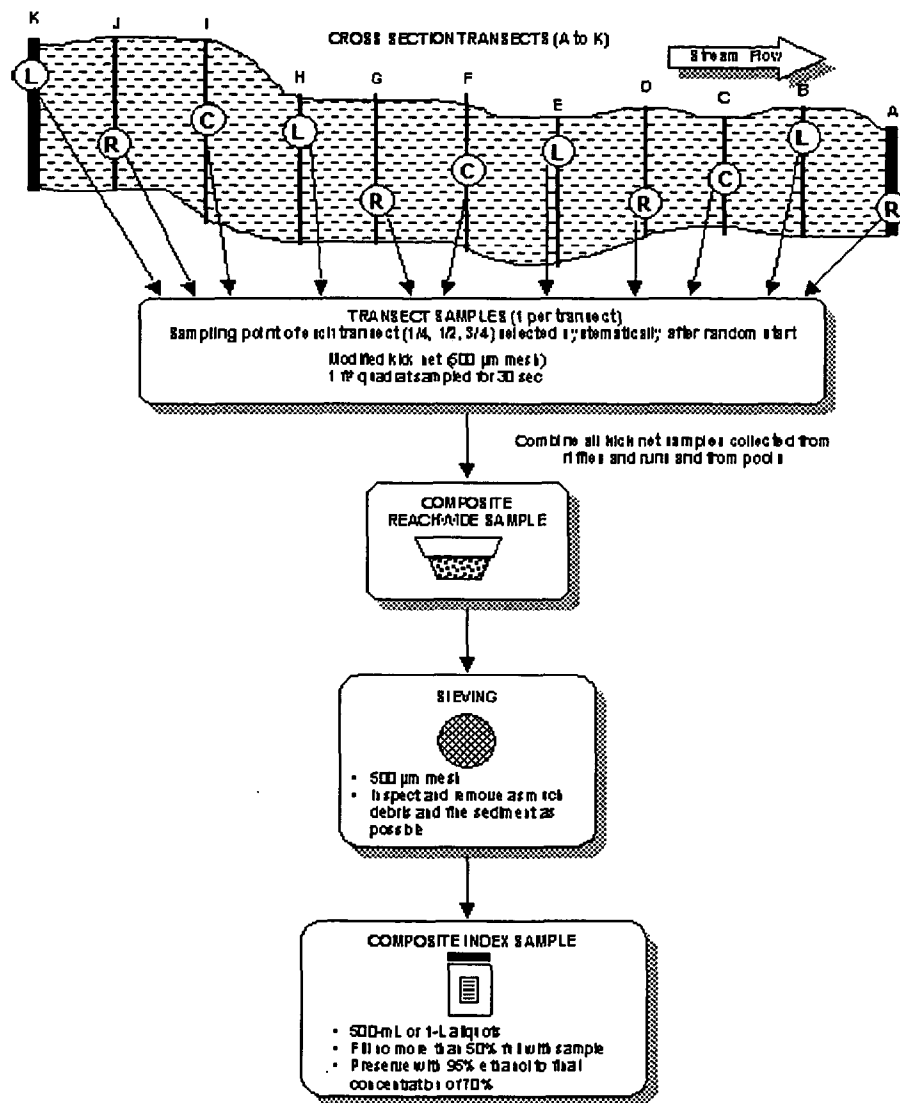 CROSS SECTION TRANSECTS (A to K)
Stream Flow
K
J
I
H
G
F
E
D
C
B
A
L
R
C
L
R
C
L
R
C
L
R
TRANSECT SAMPLES (1 per transect)
Sampling point of each transect (1/4, 1/2, 3/4) selected systematically after random start
Modified kick net (500 µm mesh)
1 ft² quadrat sampled for 30 sec
Combine all kick net samples collected from
riffles and runs and from pools
COMPOSITE
REACHWIDE SAMPLE
SIEVING
• 500 µm mesh
• Inspect and remove as much
debris and fine sediment as
possible
COMPOSITE INDEX SAMPLE
• 500-mL or 1-L aliquots
• Fill no more than 50% full with sample
• Preserve with 95% ethanol to final
concentration of 70%